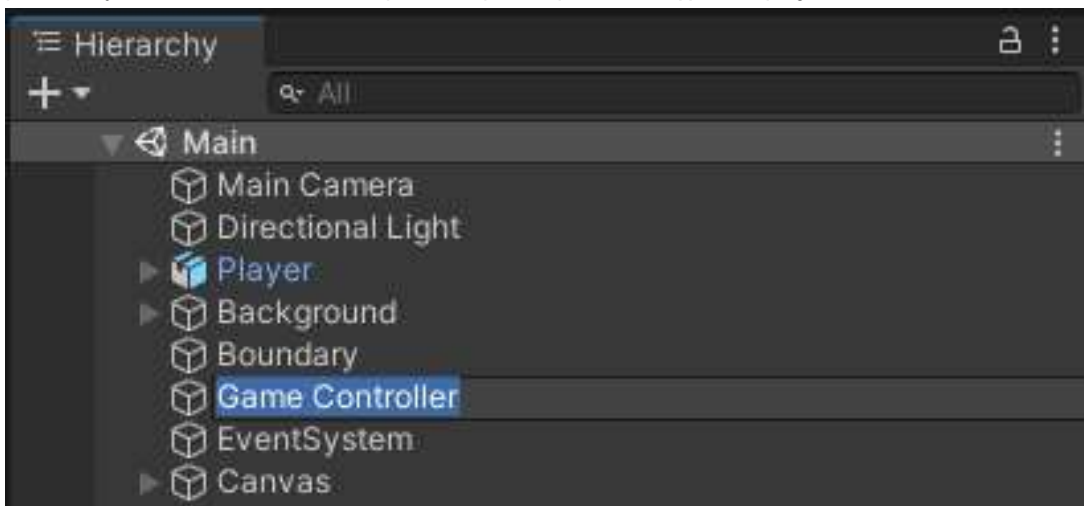 Hierarchy
All
Main
Main Camera
Directional Light
Player
Background
Boundary
Game Controller
EventSystem
Canvas